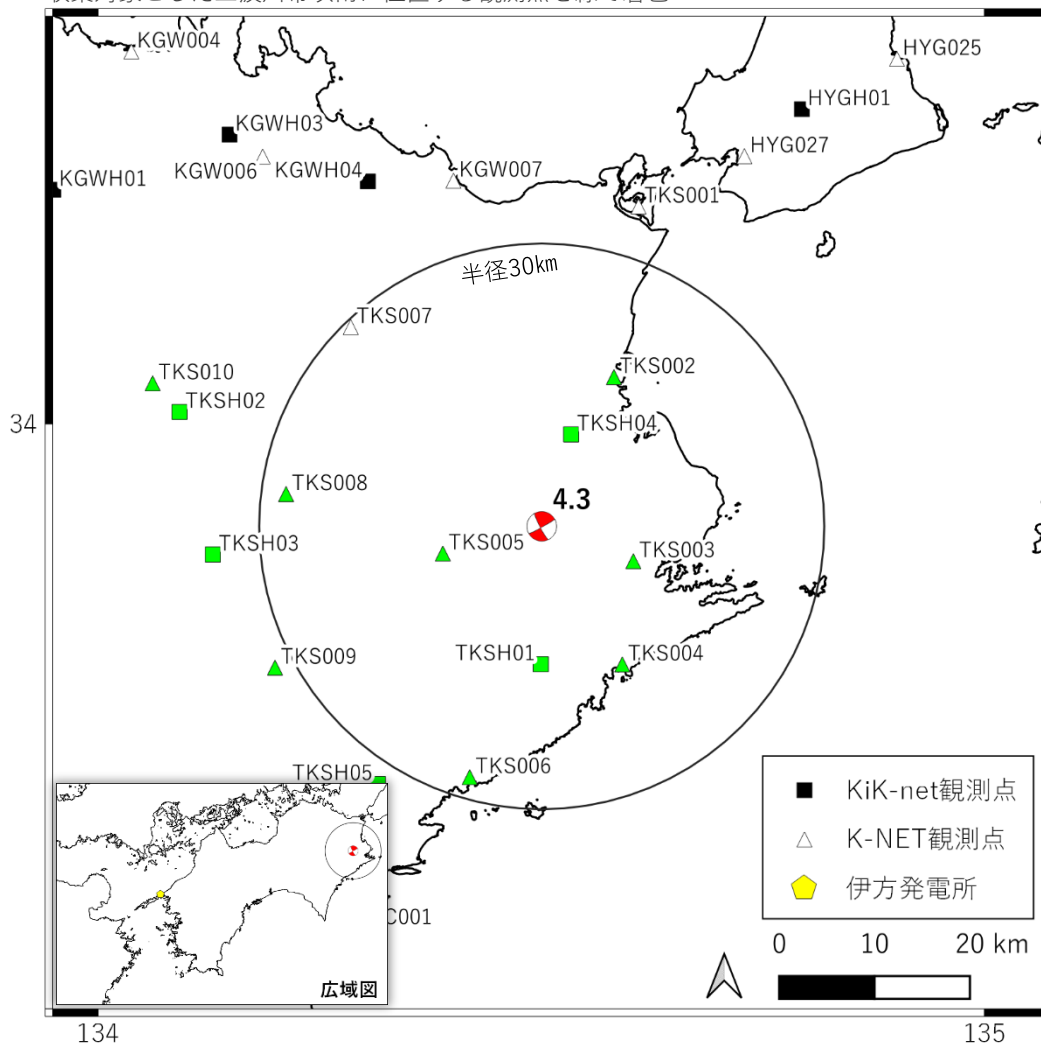 KGW004
HYG025
KGWH03
HYGH01
KGW006
KGWH04
HYG027
KGWH01
KGW007
TKS001
半径30km
TKS007
TKS010
TKS002
TKSH02
34
TKSH04
TKS008
4.3
TKSH03
TKS005
TKS003
TKS009
TKSH01
TKS004
TKSH05
TKS006
KiK-net観測点
K-NET観測点
伊方発電所
C001
0 10 20 km
広域図
134
135